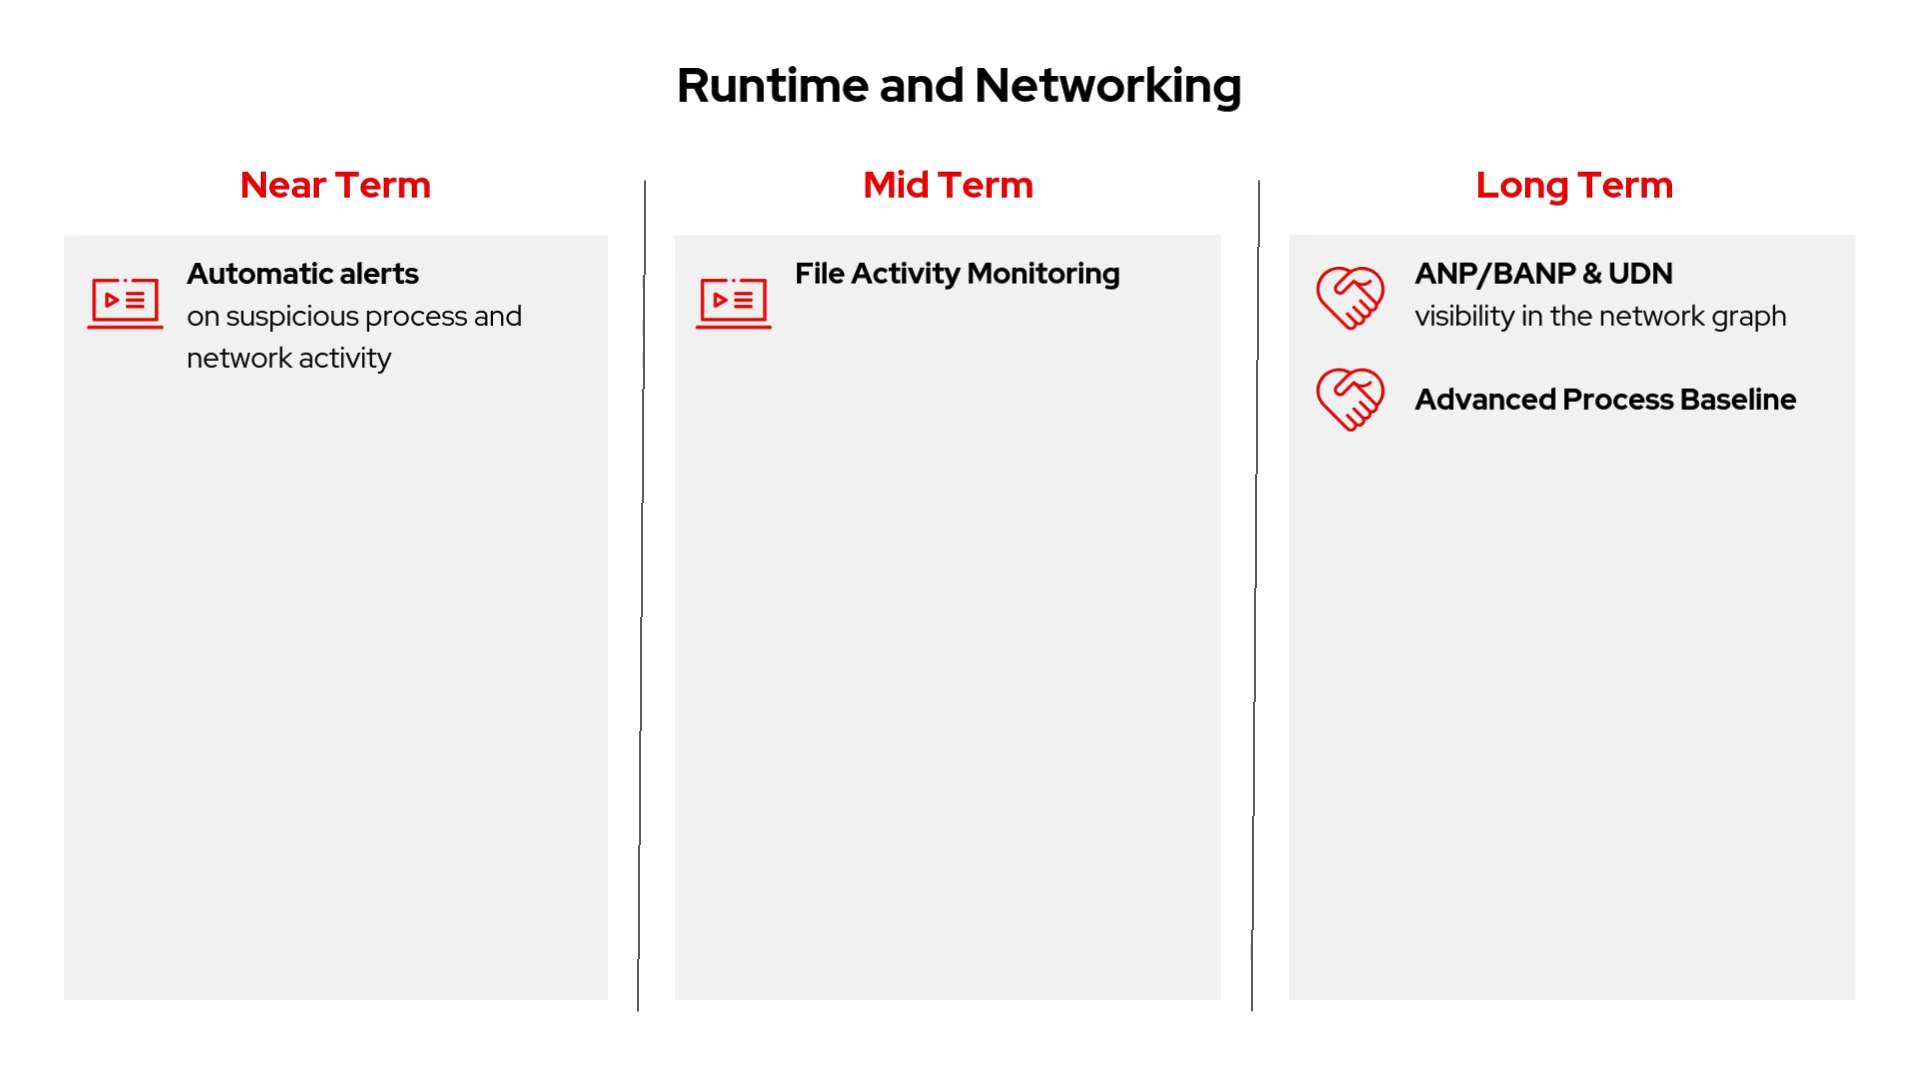 Runtime and Networking
Near Term
Automatic alerts
on suspicious process and
network activity
Mid Term
File Activity Monitoring
Long Term
ANP/BANP & UDN
visibility in the network graph
Advanced Process Baseline